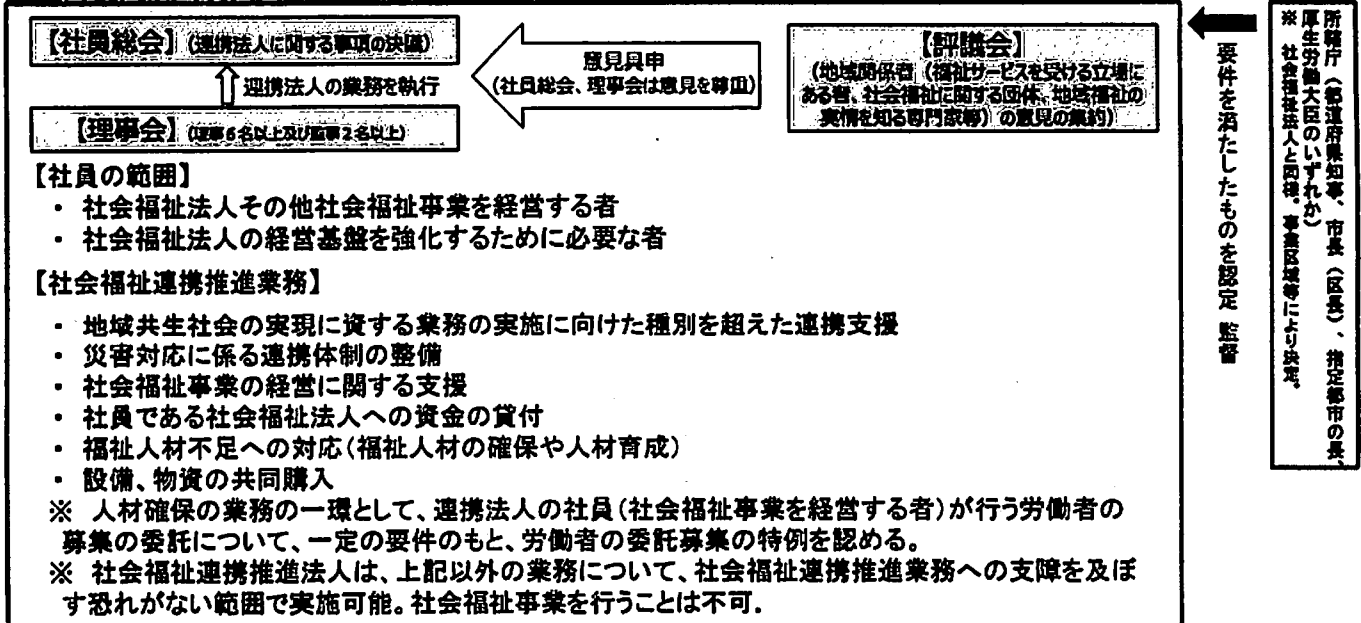 【社員総会】(連携法人に関する事項の決議)
連携法人の業務を執行
【理事会】(理事6名以上及び監事2名以上)
意見具申
(社員総会、理事会は意見を尊重)
【評議会】
(地域関係者(福祉サービスを受ける立場に
ある者、社会福祉に関する団体、地域福祉の
実情を知る専門家等)の意見の集約)
【社員の範囲】
・ 社会福祉法人その他社会福祉事業を経営する者
・ 社会福祉法人の経営基盤を強化するために必要な者
【社会福祉連携推進業務】
・ 地域共生社会の実現に資する業務の実施に向けた種別を超えた連携支援
・ 災害対応に係る連携体制の整備
・ 社会福祉事業の経営に関する支援
・ 社員である社会福祉法人への資金の貸付
・ 福祉人材不足への対応(福祉人材の確保や人材育成)
・ 設備、物資の共同購入
※ 人材確保の業務の一環として、連携法人の社員(社会福祉事業を経営する者)が行う労働者の
募集の委託について、一定の要件のもと、労働者の委託募集の特例を認める。
※ 社会福祉連携推進法人は、上記以外の業務について、社会福祉連携推進業務への支障を及ぼ
す恐れがない範囲で実施可能。社会福祉事業を行うことは不可.
要件を満たしたものを認定 監督
所轄庁(都道府県知事、市長(区長)、指定都市の長、
厚生労働大臣のいずれか)
※ 社会福祉法人と同様。事業区域等により決定。